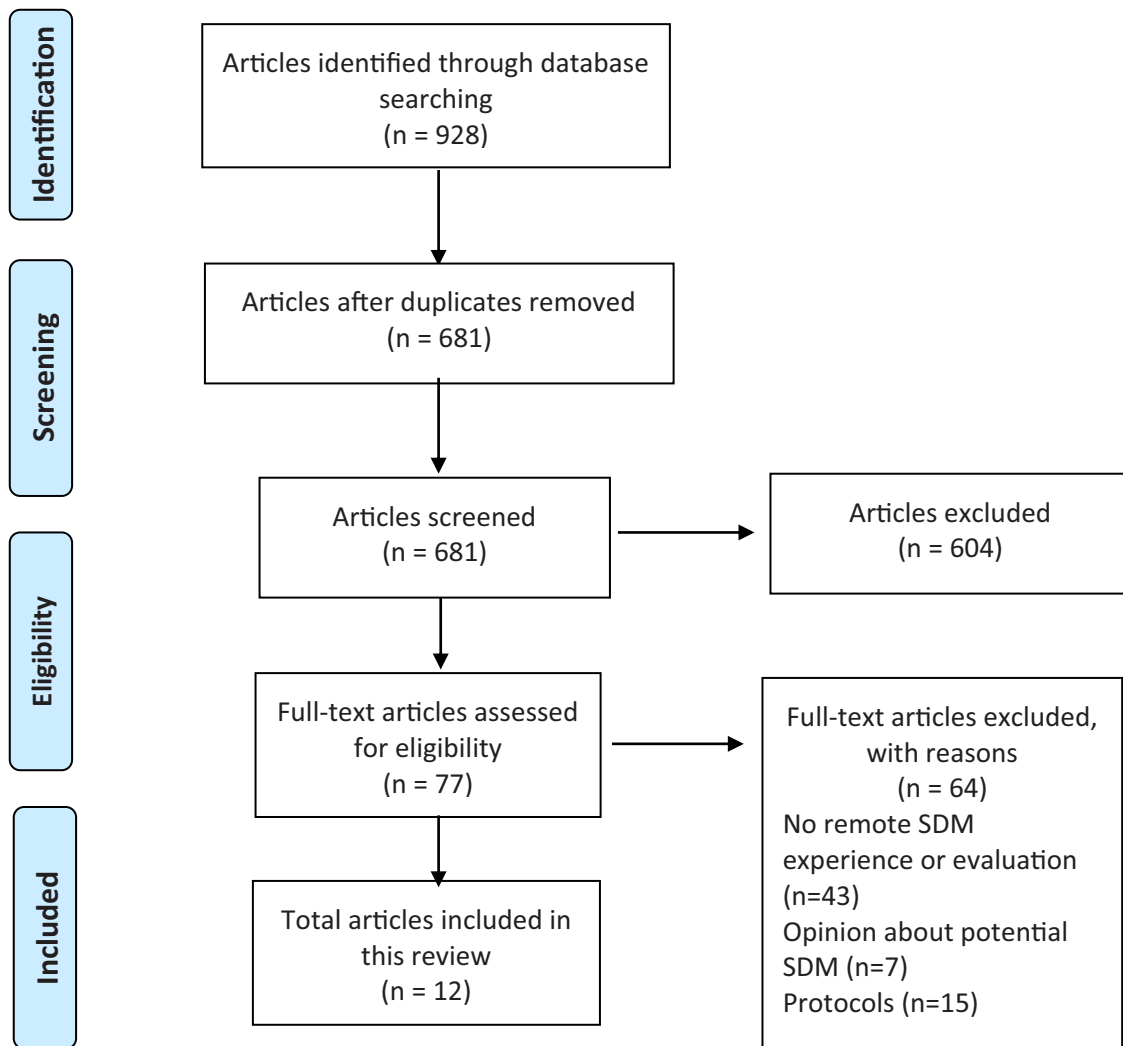 Identification
Articles identified through database
searching
(n = 928)
Screening
Articles after duplicates removed
(n = 681)
Articles screened
(n = 681)
Articles excluded
(n = 604)
Eligibility
Full-text articles assessed
for eligibility
(n = 77)
Full-text articles excluded,
with reasons
(n = 64)
No remote SDM
experience or evaluation
(n=43)
Opinion about potential
SDM (n=7)
Protocols (n=15)
Included
Total articles included in
this review
(n = 12)